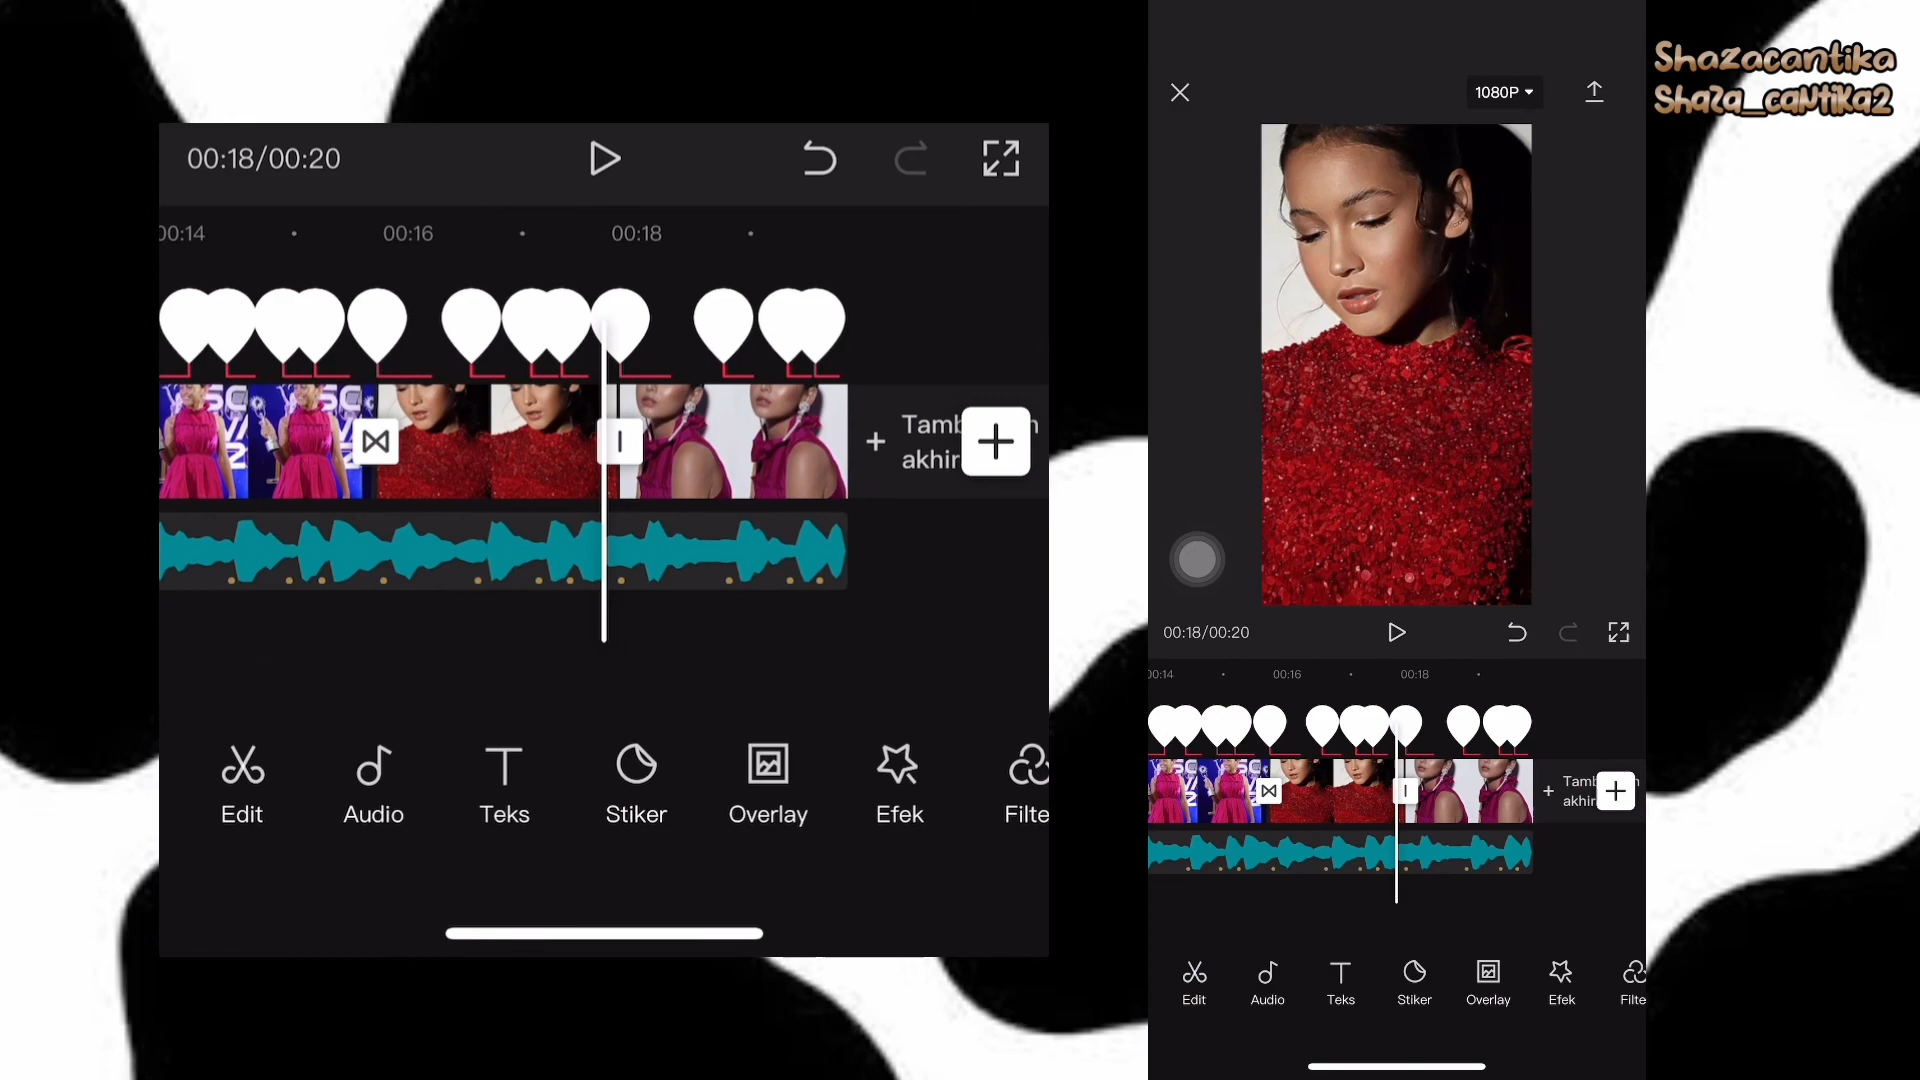 Shazacantika
Shaza_cantika2
00:18/00:20
00:14
00:16
00:18
+ akhir
Edit
Audio
Teks
Stiker
Overlay
Efek
Filte
1080P
00:18/00:20
00:14
00:16
00:18
+ akhir
Edit
Audio
Teks
Stiker
Overlay
Efek
Filte